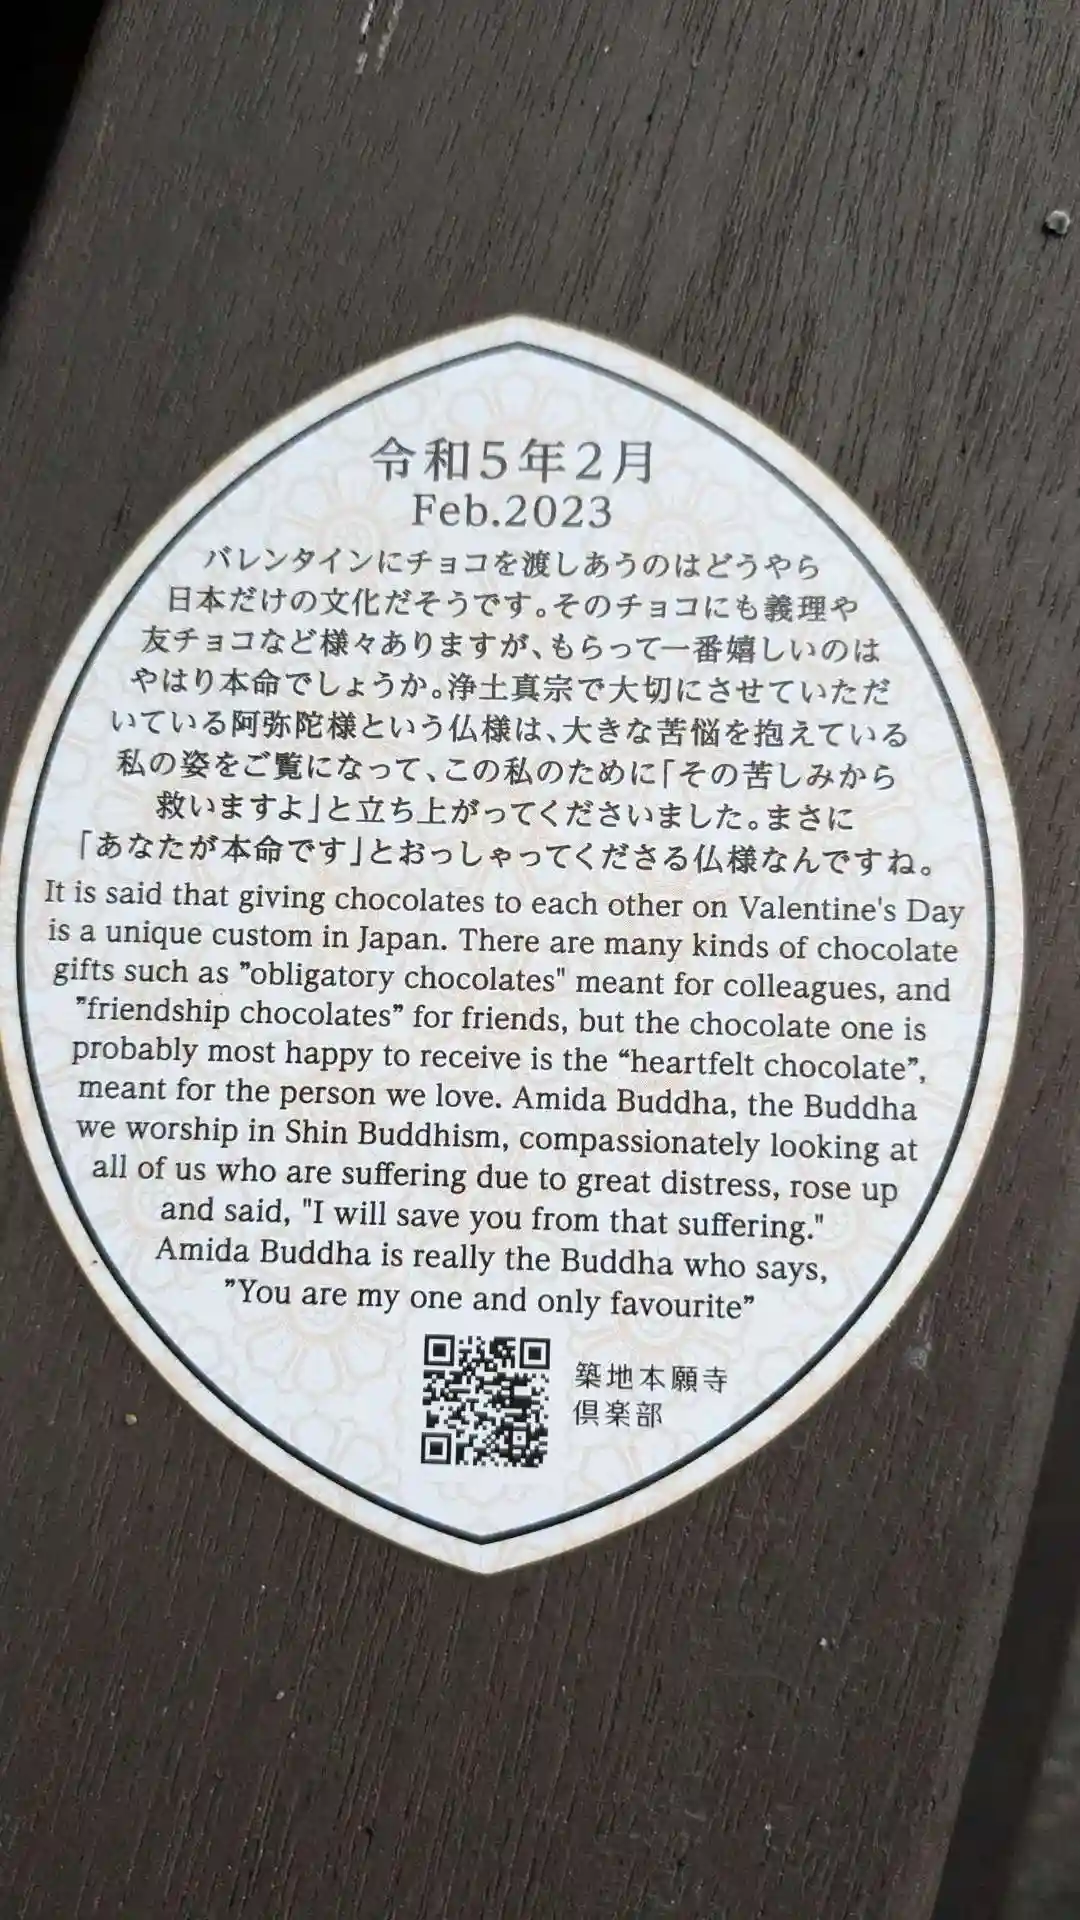 令和5年2月
Feb.2023
バレンタインにチョコを渡しあうのはどうやら
日本だけの文化だそうです。そのチョコにも義理や
友チョコなど様々ありますが、もらって一番嬉しいのは
やはり本命でしょうか。浄土真宗で大切にさせていただ
いている阿弥陀様という仏様は、大きな苦悩を抱えている
私の姿をご覧になって、この私のために「その苦しみから
救いますよ」と立ち上がってくださいました。まさに
「あなたが本命です」とおっしゃってくださる仏様なんですね。
It is said that giving chocolates to each other on Valentine's Day
is a unique custom in Japan. There are many kinds of chocolate
gifts such as ”obligatory chocolates" meant for colleagues, and
”friendship chocolates” for friends, but the chocolate one is
probably most happy to receive is the “heartfelt chocolate”,
meant for the person we love. Amida Buddha, the Buddha
we worship in Shin Buddhism, compassionately looking at
all of us who are suffering due to great distress, rose up
and said, "I will save you from that suffering."
Amida Buddha is really the Buddha who says,
”You are my one and only favourite”
築地本願寺
倶楽部